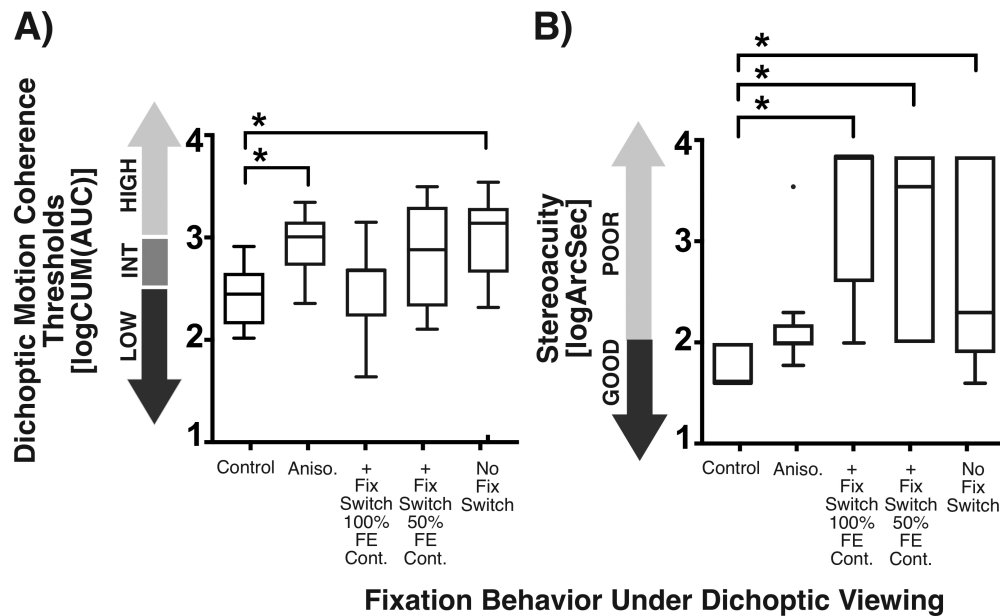 A)
Dichoptic Motion Coherence
Thresholds
[logCUM(AUC)]
HIGH
INT
LOW
4
3
2
1
*
*
Control
Aniso.
+
Fix
Switch
100%
FE
Cont.
+
Fix
Switch
50%
FE
Cont.
No
Fix
Switch
B)
Stereoacuity
[logArcSec]
POOR
GOOD
4
3
2
1
*
*
*
Control
Aniso.
+
Fix
Switch
100%
FE
Cont.
+
Fix
Switch
50%
FE
Cont.
No
Fix
Switch
Fixation Behavior Under Dichoptic Viewing